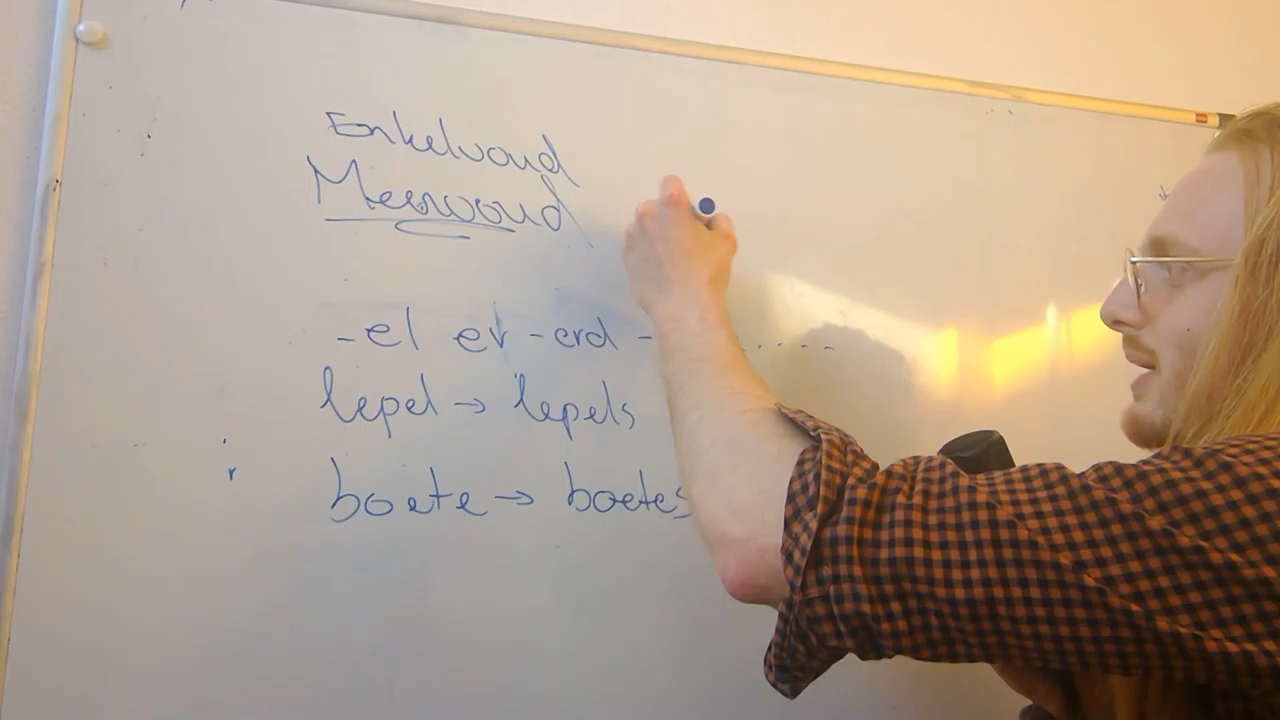 Enkelvoud
Meervoud
-el er -erd - ....
lepel → lepels
boete → boetes